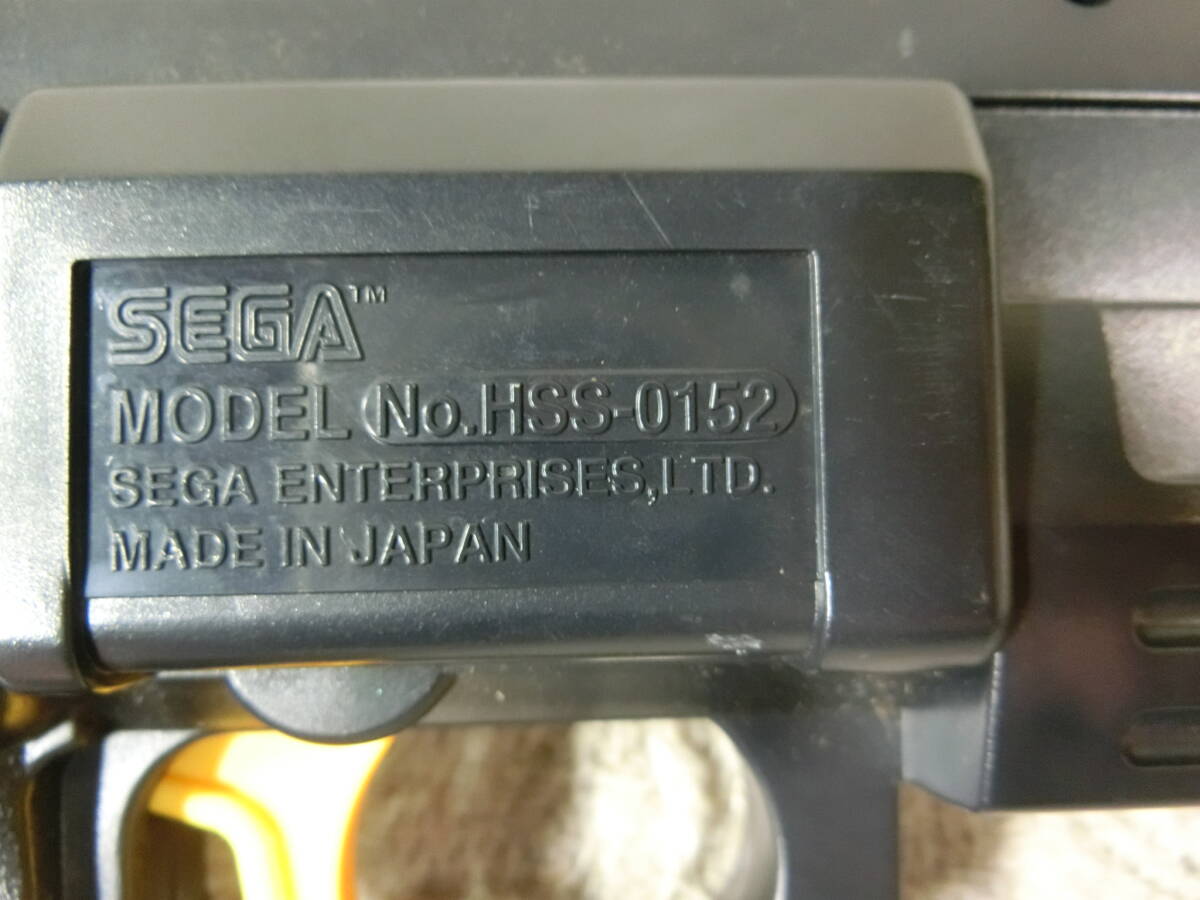 SEGA™
MODEL No.HSS-0152
SEGA ENTERPRISES,LTD.
MADE IN JAPAN